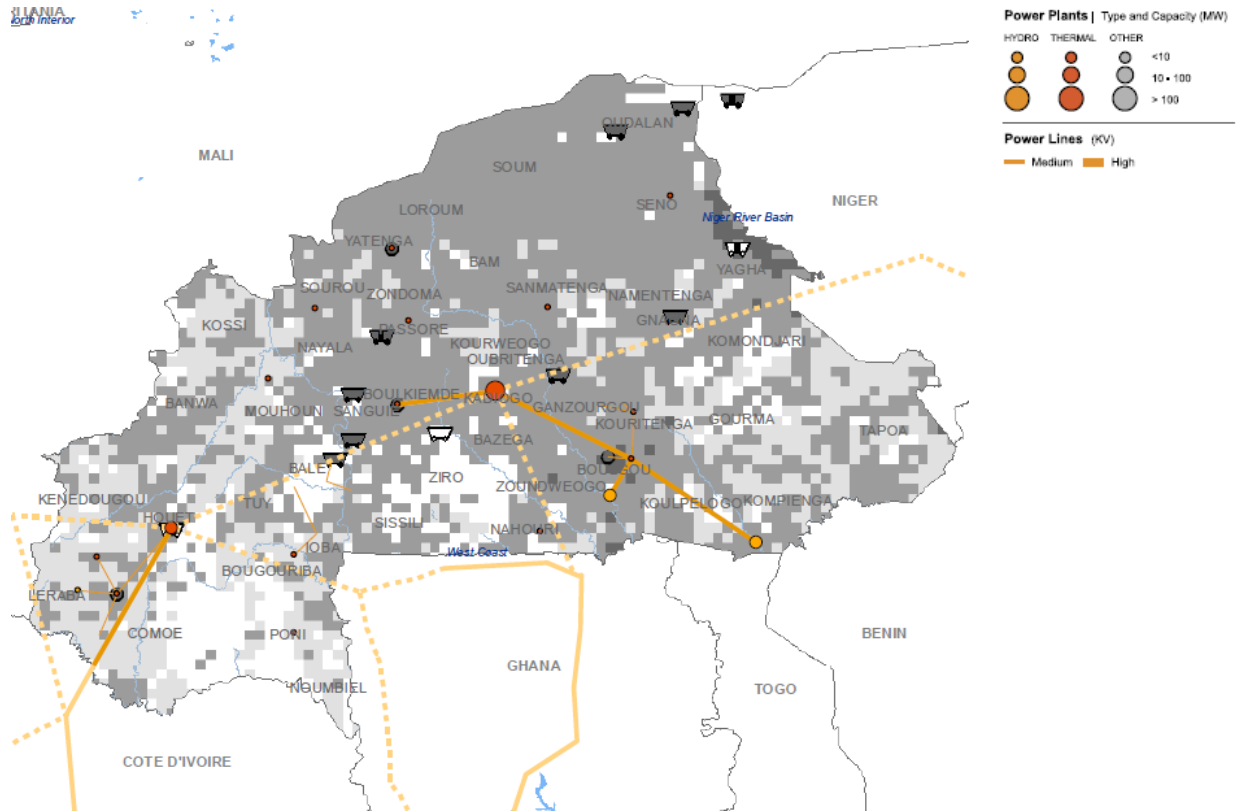 RITANIA
North Interior
MALI
NIGER
Niger River Basin
OUDALAN
SOUM
SENO
LOROUM
YATENGA
BAM
YAGHA
SOUROU
ZONDOMA
SANMATENGA
NAMENTENGA
KOSSI
PASSORE
GNAGNA
NAYALA
KOURWEOGO
KOMONDJARI
OUBRITENGA
BANWA
MOUHOUN
SANGUIE
BOULKIEMDE
KADIOGO
GANZOURGOU
KOURITENGA
GOURMA
TAPOA
BAZEGA
BALE
ZIRO
BOULGOU
ZOUNDWEOGO
KENEDOUGOU
TUY
KOULPELOGO
KOMPIENGA
HOUET
SISSILI
NAHOURI
IOBA
West Coast
BOUGOURIBA
LERABA
COMOE
PONI
BENIN
GHANA
NOUMBIEL
TOGO
COTE D'IVOIRE
Power Plants | Type and Capacity (MW)
HYDRO THERMAL OTHER
<10
10 - 100
> 100
Power Lines (KV)
Medium High